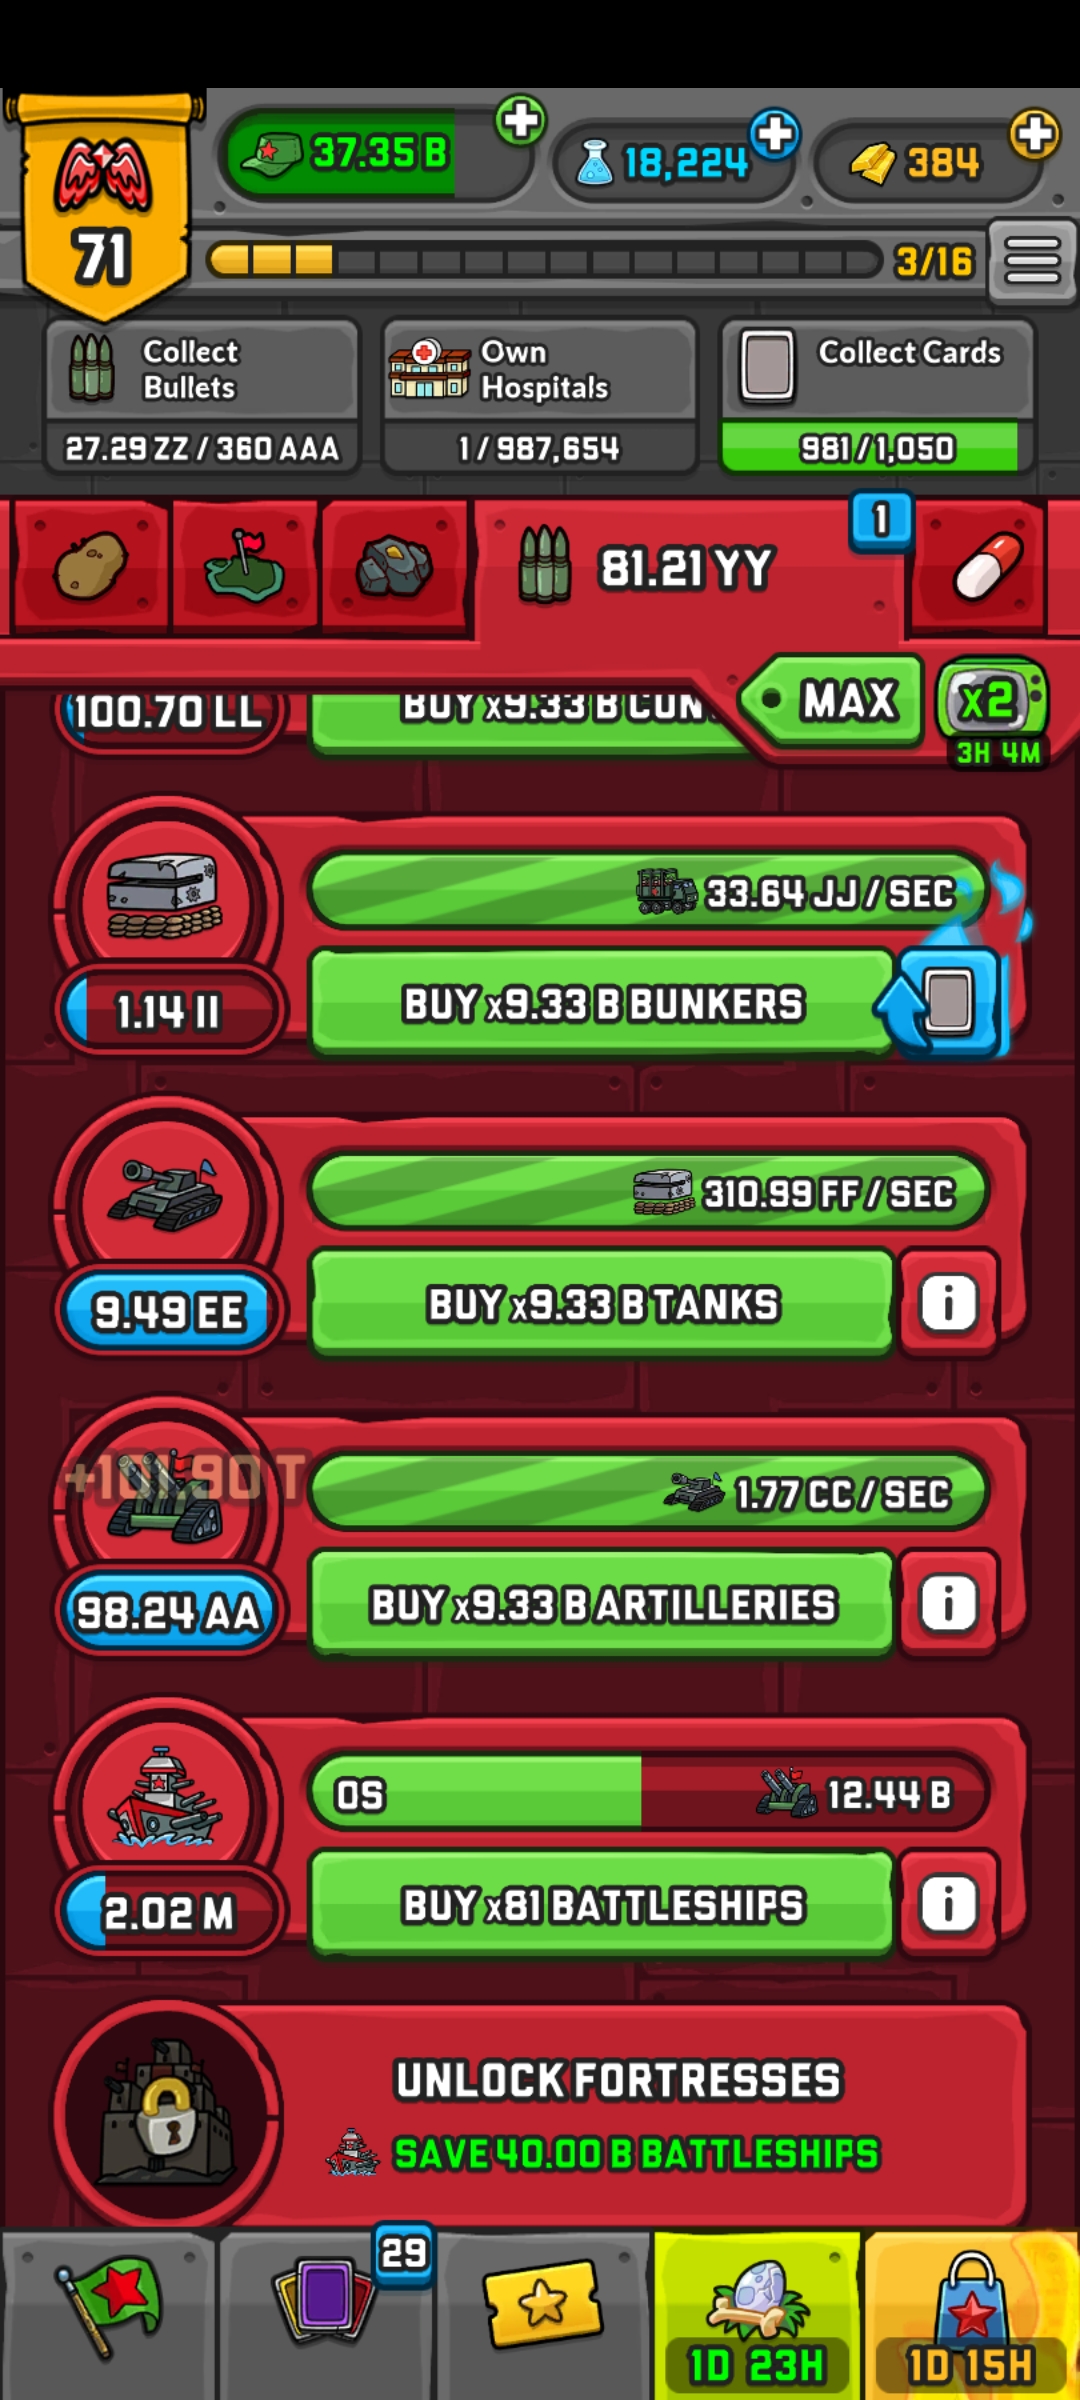 71
37.35 B
18,224
384
3/16
Collect
Bullets
27.29 ZZ / 360 AAA
Own
Hospitals
1 / 987,654
Collect Cards
981 / 1,050
81.21 YY
1
MAX
x2
3H 4M
100.70 LL
BUY x9.33 B
33.64 JJ / SEC
1.14 II
BUY x9.33 B BUNKERS
310.99 FF / SEC
9.49 EE
BUY x9.33 B TANKS
i
+101.90 T
1.77 CC / SEC
98.24 AA
BUY x9.33 B ARTILLERIES
i
0S
12.44 B
2.02 M
BUY x81 BATTLESHIPS
i
UNLOCK FORTRESSES
SAVE 40.00 B BATTLESHIPS
29
1D 23H
1D 15H